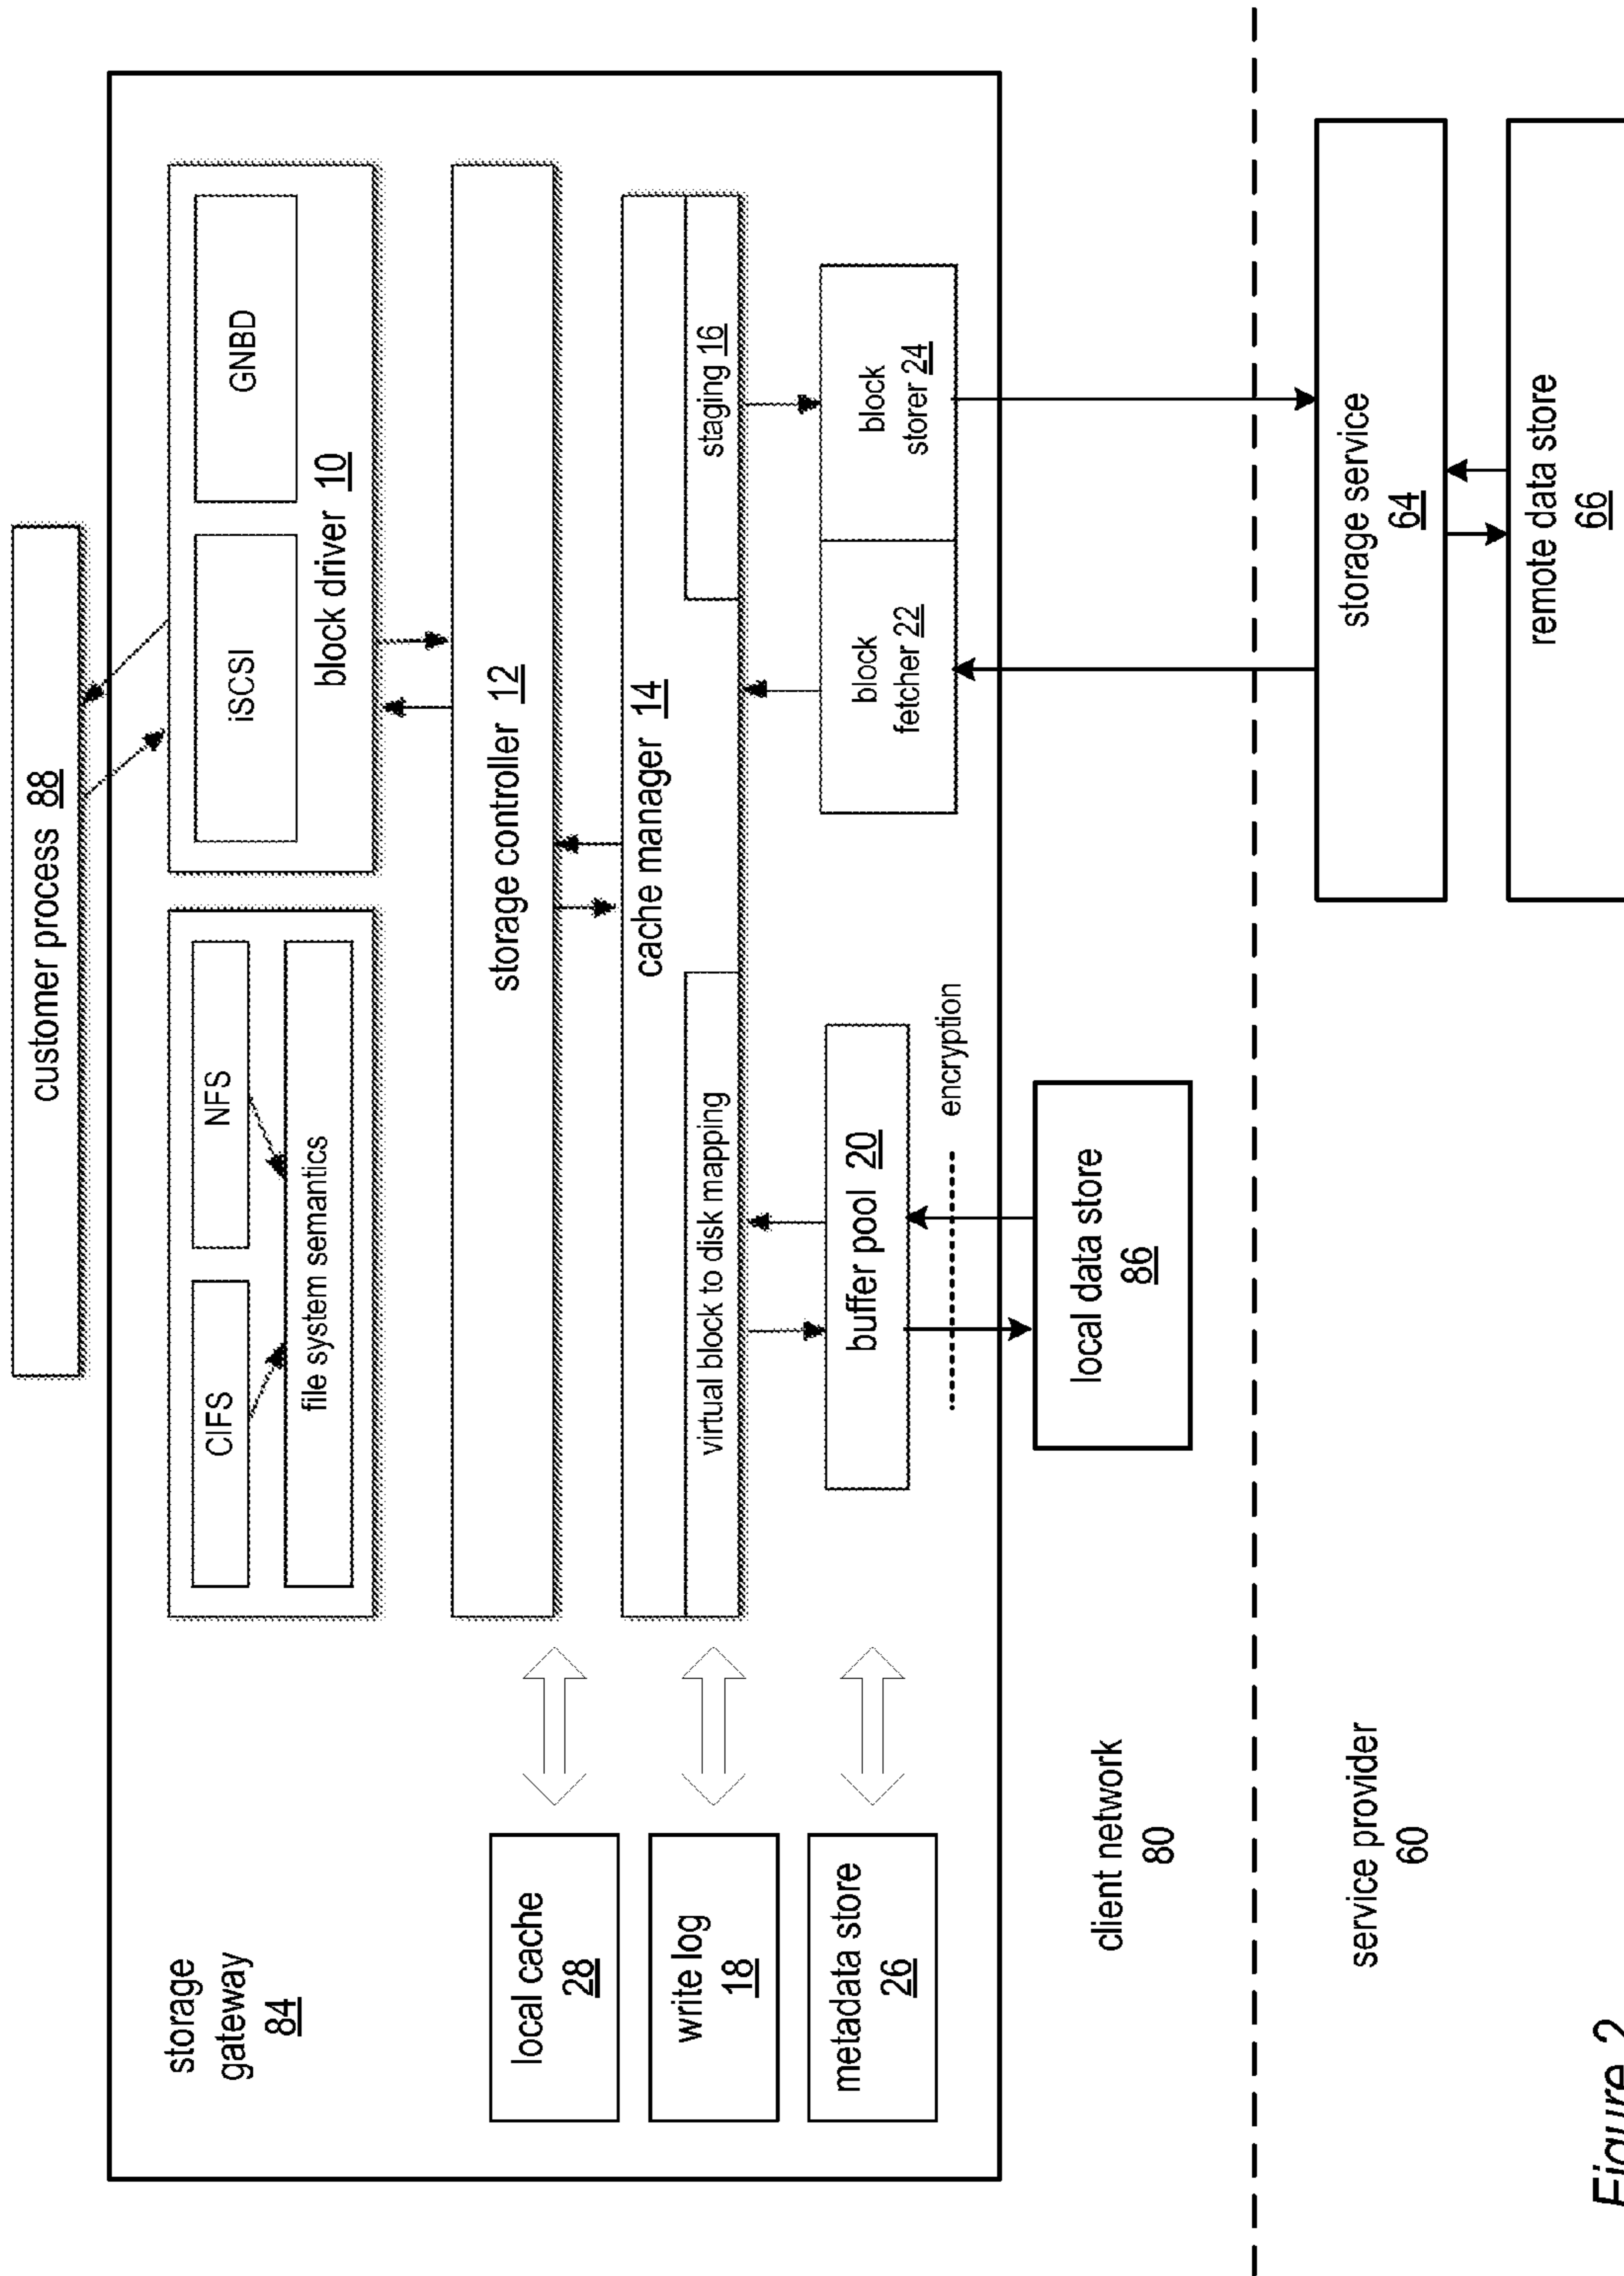 customer process 88
storage
gateway
84
CIFS
NFS
file system semantics
iSCSI
GNBD
block driver 10
storage controller 12
local cache
28
cache manager 14
virtual block to disk mapping
staging 16
write log
18
metadata store
26
buffer pool 20
block
fetcher 22
block
storer 24
encryption
local data store
86
client network
80
service provider
60
storage service
64
remote data store
66
Figure 2